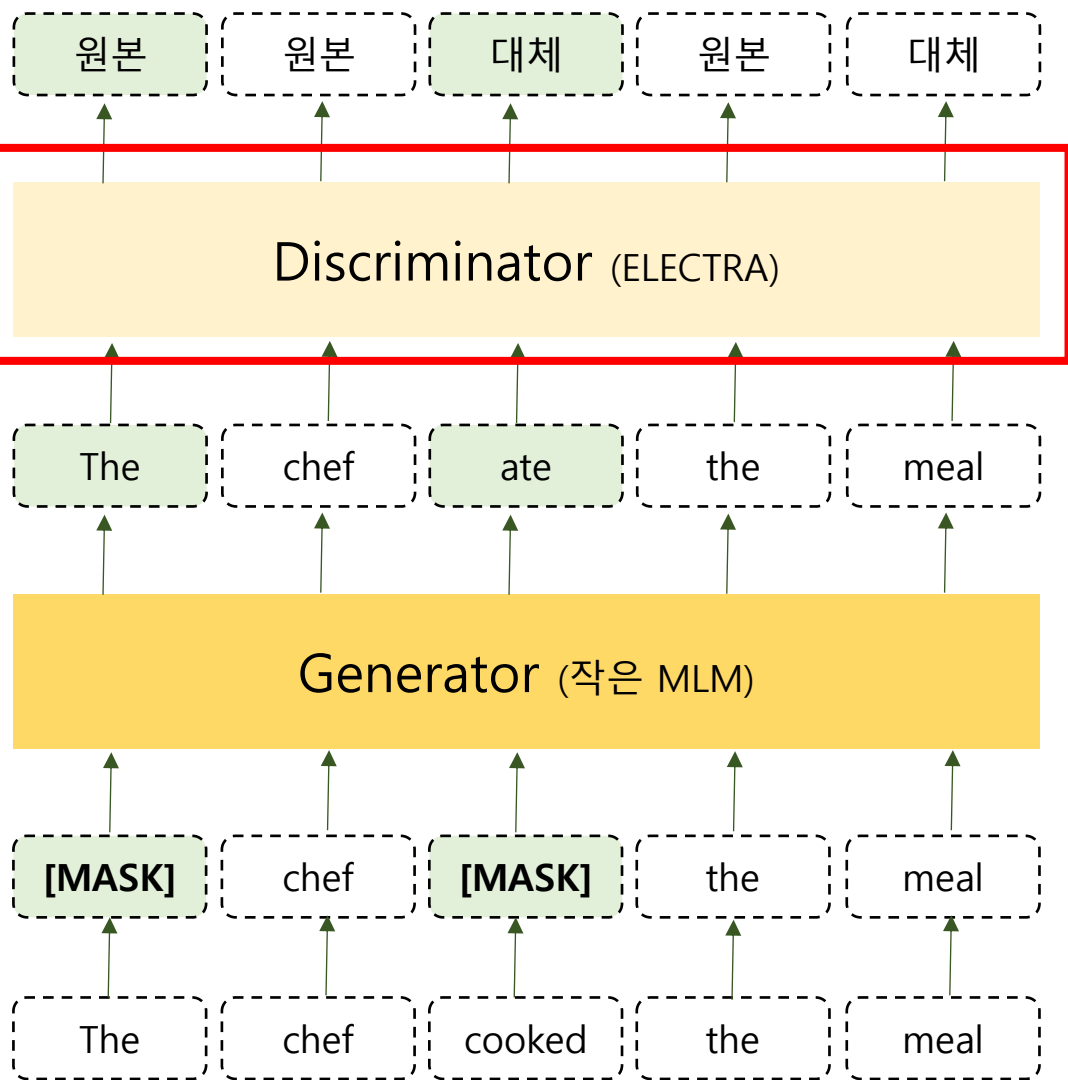 원본 원본 대체 원본 대체
Discriminator (ELECTRA)
The chef ate the meal
Generator (작은 MLM)
[MASK] chef [MASK] the meal
The chef cooked the meal